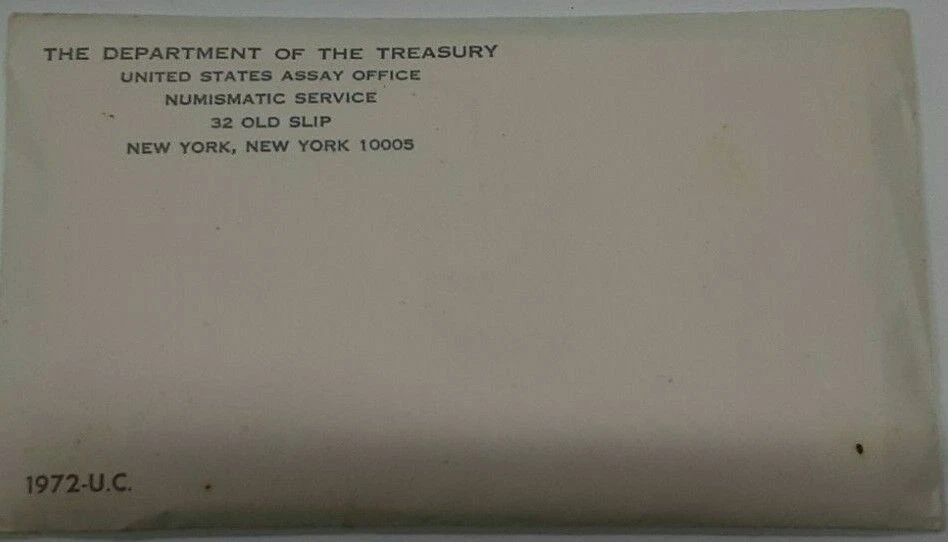 THE DEPARTMENT OF THE TREASURY
UNITED STATES ASSAY OFFICE
NUMISMATIC SERVICE
32 OLD SLIP
NEW YORK, NEW YORK 10005
1972-U.C.